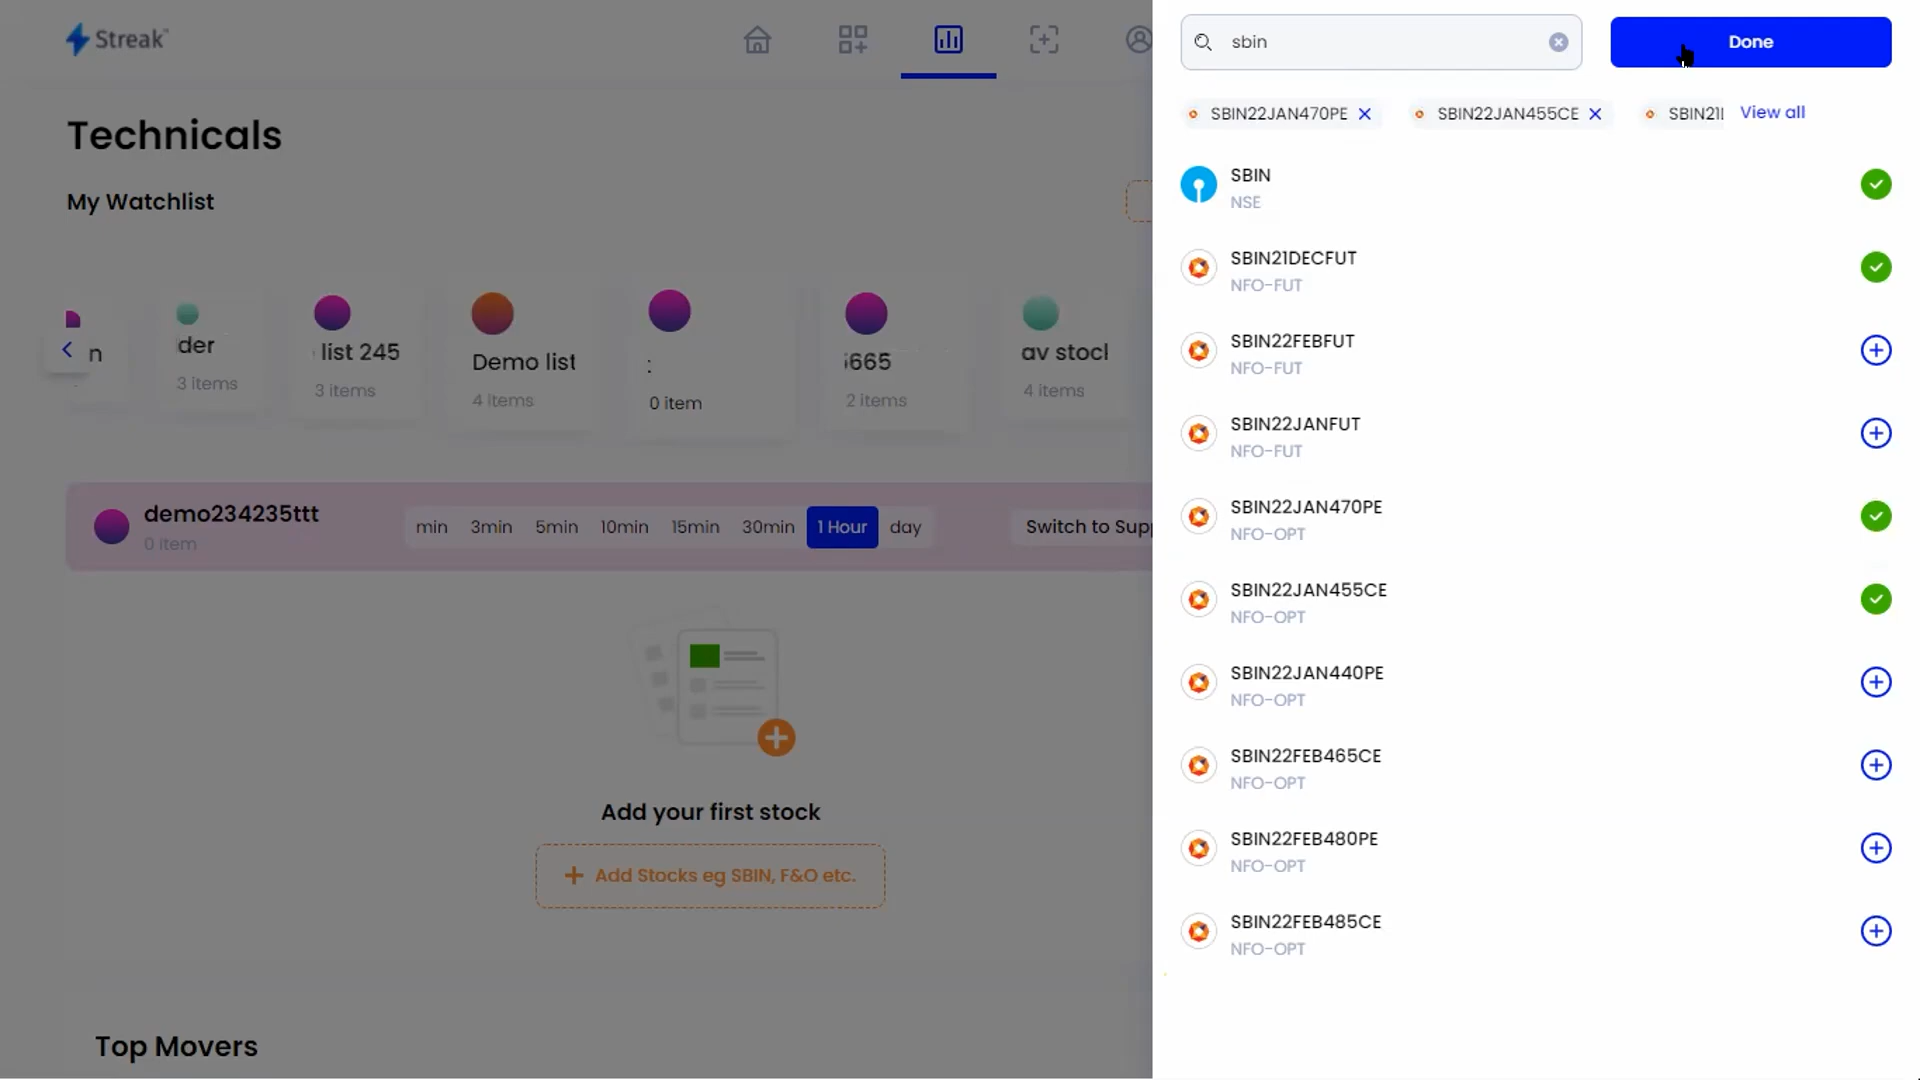 Streak
sbin
Done
SBIN22JAN470PE
SBIN22JAN455CE
View all
Technicals
My Watchlist
SBIN
NSE
SBIN21DECFUT
NFO-FUT
SBIN22FEBFUT
NFO-FUT
SBIN22JANFUT
NFO-FUT
SBIN22JAN470PE
NFO-OPT
SBIN22JAN455CE
NFO-OPT
SBIN22JAN440PE
NFO-OPT
SBIN22FEB465CE
NFO-OPT
SBIN22FEB480PE
NFO-OPT
SBIN22FEB485CE
NFO-OPT
n
der
3 items
list 245
3 items
Demo list
4 items
:
0 item
665
2 items
av stocl
4 items
demo234235ttt
0 item
min 3min 5min 10min 15min 30min 1 Hour day
Switch to Supp
Add your first stock
+ Add Stocks eg SBIN, F&O etc.
Top Movers